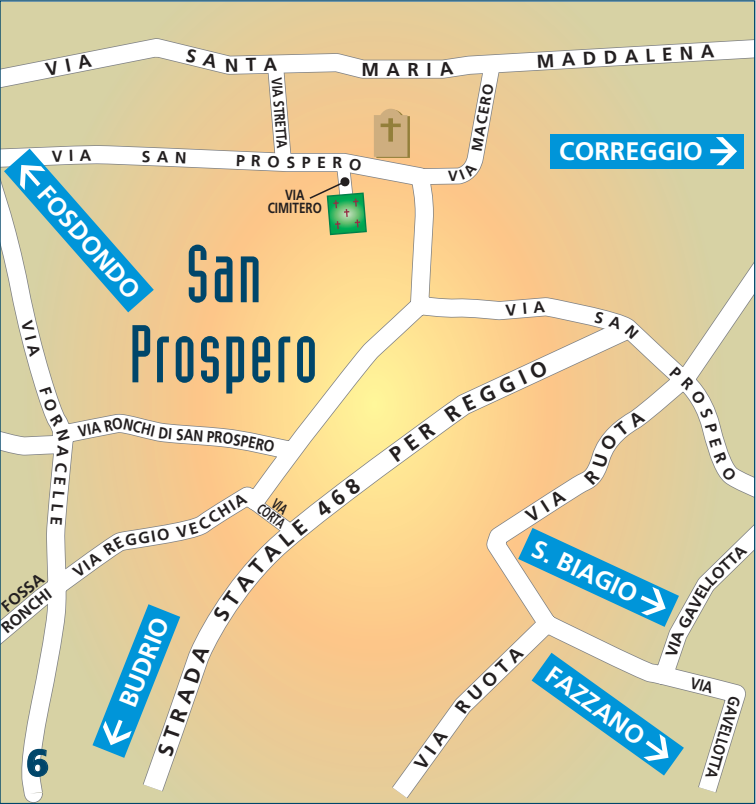 VIA SANTA MARIA MADDALENA
VIA STRETTA
VIA MACERO
CORREGGIO →
VIA SAN PROSPERO
VIA
CIMITERO
← FOSDONDO
San
Prospero
VIA SAN PROSPERO
VIA FORNACELLE
VIA RONCHI DI SAN PROSPERO
STRADA STATALE 468 PER REGGIO
VIA RUOTA
VIA
CORTA
VIA REGGIO VECCHIA
FOSSA
RONCHI
S. BIAGIO →
VIA GAVELLOTTA
← BUDRIO
VIA RUOTA
FAZZANO →
VIA GAVELLOTTA
6